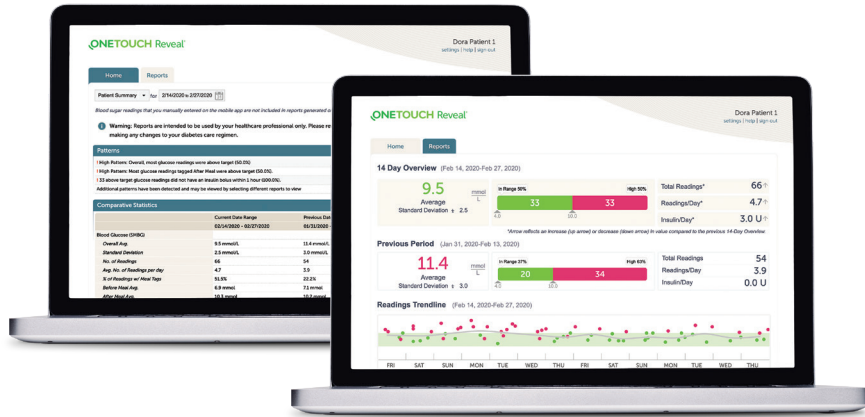 ONETOUCH Reveal
Dora Patient 1
settings | help | sign out
Home
Reports
Patient Summary for 2/14/2020 to 2/27/2020
Blood sugar readings that you manually entered on the mobile app are not included in reports generated
Warning: Reports are intended to be used by your healthcare professional only. Please re
making any changes to your diabetes care regimen.
Patterns
! High Pattern: Overall, most glucose readings were above target (50.0%)
! High Pattern: Most glucose readings tagged After Meal were above target (50.0%).
! 33 above target glucose readings did not have an insulin bolus within 1 hour (100.0%).
Additional patterns have been detected and may be viewed by selecting different reports to view
Comparative Statistics
Current Date Range Previous Dat
02/14/2020 - 02/27/2020 01/31/2020 -
Blood Glucose (SMBG)
Overall Avg. 9.5 mmol/L 11.4 mmol/L
Standard Deviation 2.5 mmol/L 3.0 mmol/L
No. of Readings 66 54
Avg. No. of Readings per day 4.7 3.9
% of Readings w/ Meal Tags 51.5% 22.2%
Before Meal Avg. 6.9 mmol 7.1 mmol
After Meal Avg. 10.3 mmol 10.7 mmol
ONETOUCH Reveal
Dora Patient 1
settings | help | sign out
Home
Reports
14 Day Overview (Feb 14, 2020-Feb 27, 2020)
9.5 mmol
L
Average
Standard Deviation ± 2.5
In Range 50% High 50%
33 33
4.0 10.0
Total Readings* 66↑
Readings/Day* 4.7↑
Insulin/Day* 3.0 U↑
*Arrow reflects an increase (up arrow) or decrease (down arrow) in value compared to the previous 14-Day Overview
Previous Period (Jan 31, 2020-Feb 13, 2020)
11.4 mmol
L
Average
Standard Deviation ± 3.0
In Range 37% High 63%
20 34
4.0 10.0
Total Readings 54
Readings/Day 3.9
Insulin/Day 0.0 U
Readings Trendline (Feb 14, 2020-Feb 27, 2020)
FRI SAT SUN MON TUE WED THU FRI SAT SUN MON TUE WED THU